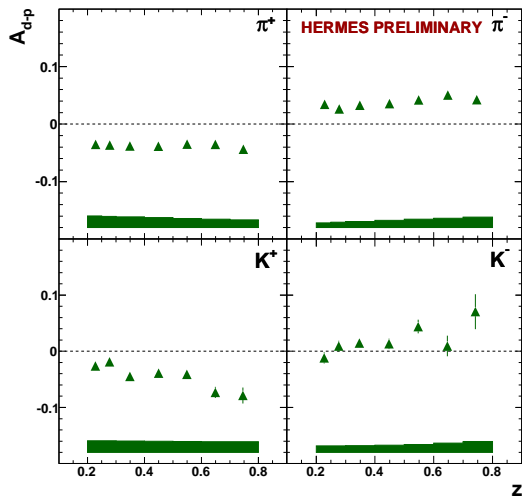 A_{d-p}
π⁺
HERMES PRELIMINARY π⁻
0.1
0
-0.1
K⁺
K⁻
0.1
0
-0.1
0.2 0.4 0.6 0.8 0.2 0.4 0.6 0.8
z